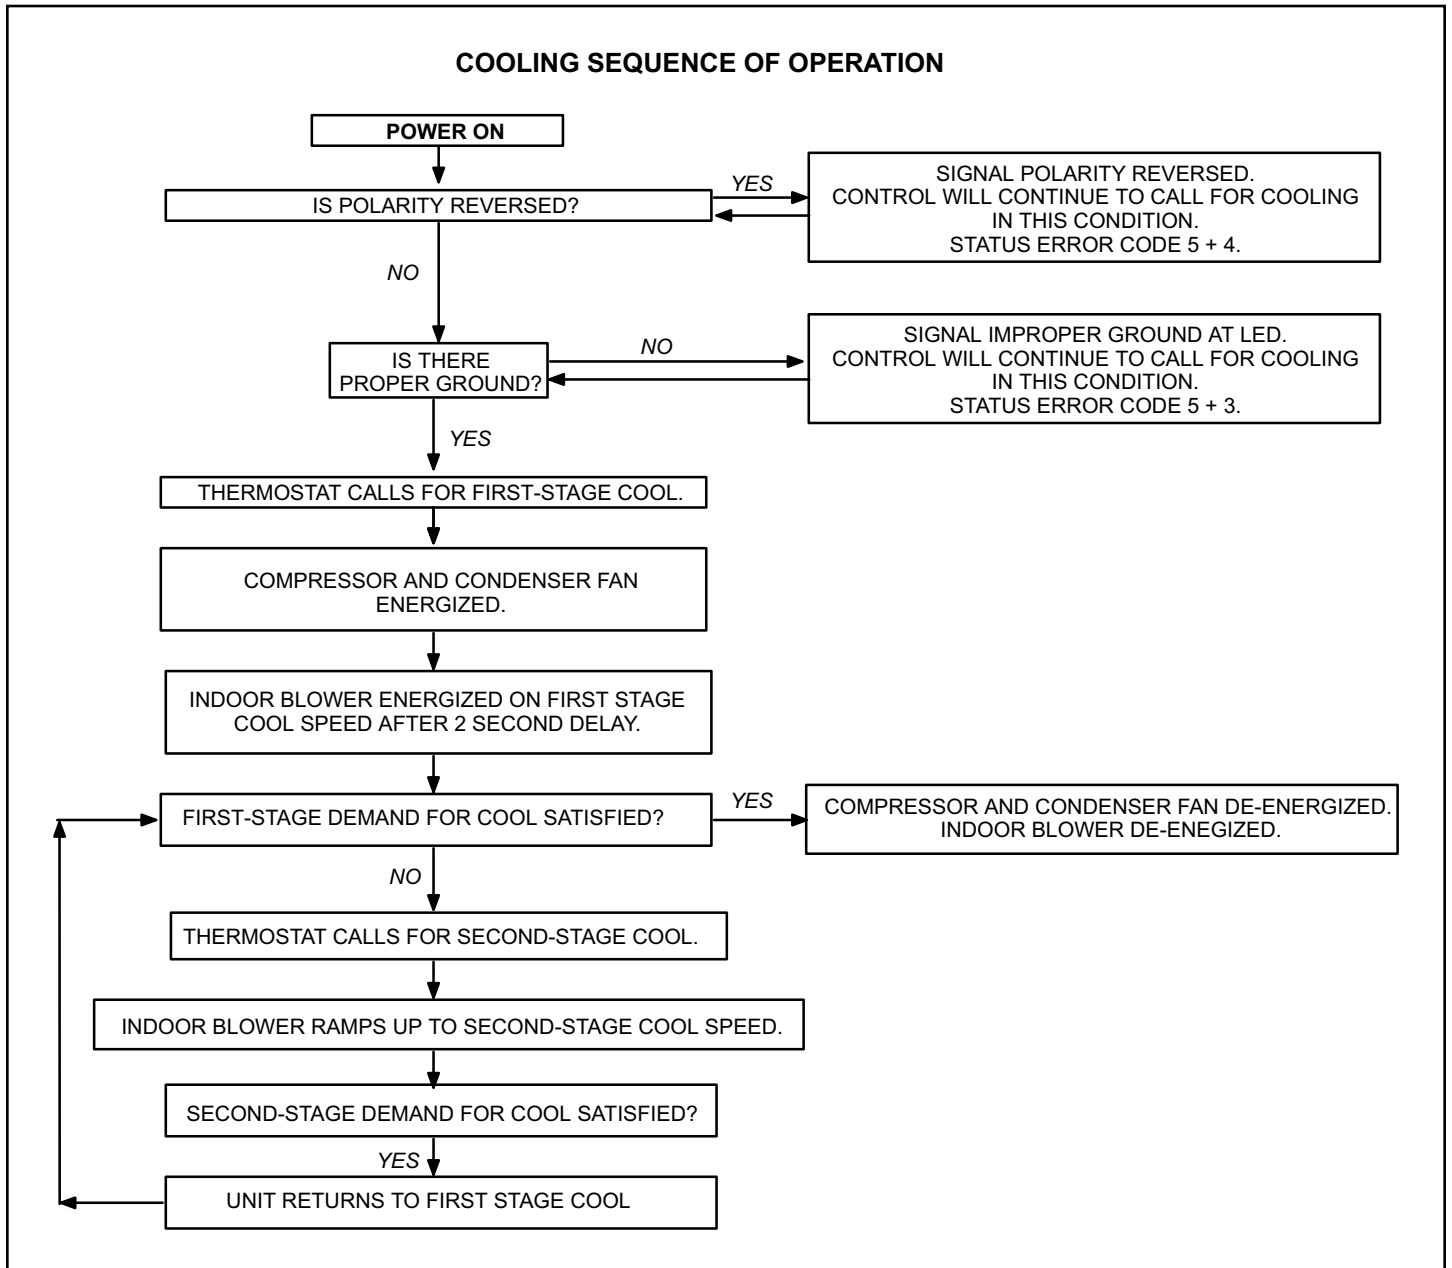 COOLING SEQUENCE OF OPERATION
POWER ON
IS POLARITY REVERSED?
YES
SIGNAL POLARITY REVERSED.
CONTROL WILL CONTINUE TO CALL FOR COOLING
IN THIS CONDITION.
STATUS ERROR CODE 5 + 4.
NO
IS THERE
PROPER GROUND?
NO
SIGNAL IMPROPER GROUND AT LED.
CONTROL WILL CONTINUE TO CALL FOR COOLING
IN THIS CONDITION.
STATUS ERROR CODE 5 + 3.
YES
THERMOSTAT CALLS FOR FIRST-STAGE COOL.
COMPRESSOR AND CONDENSER FAN
ENERGIZED.
INDOOR BLOWER ENERGIZED ON FIRST STAGE
COOL SPEED AFTER 2 SECOND DELAY.
FIRST-STAGE DEMAND FOR COOL SATISFIED?
YES
COMPRESSOR AND CONDENSER FAN DE-ENERGIZED.
INDOOR BLOWER DE-ENEGIZED.
NO
THERMOSTAT CALLS FOR SECOND-STAGE COOL.
INDOOR BLOWER RAMPS UP TO SECOND-STAGE COOL SPEED.
SECOND-STAGE DEMAND FOR COOL SATISFIED?
YES
UNIT RETURNS TO FIRST STAGE COOL